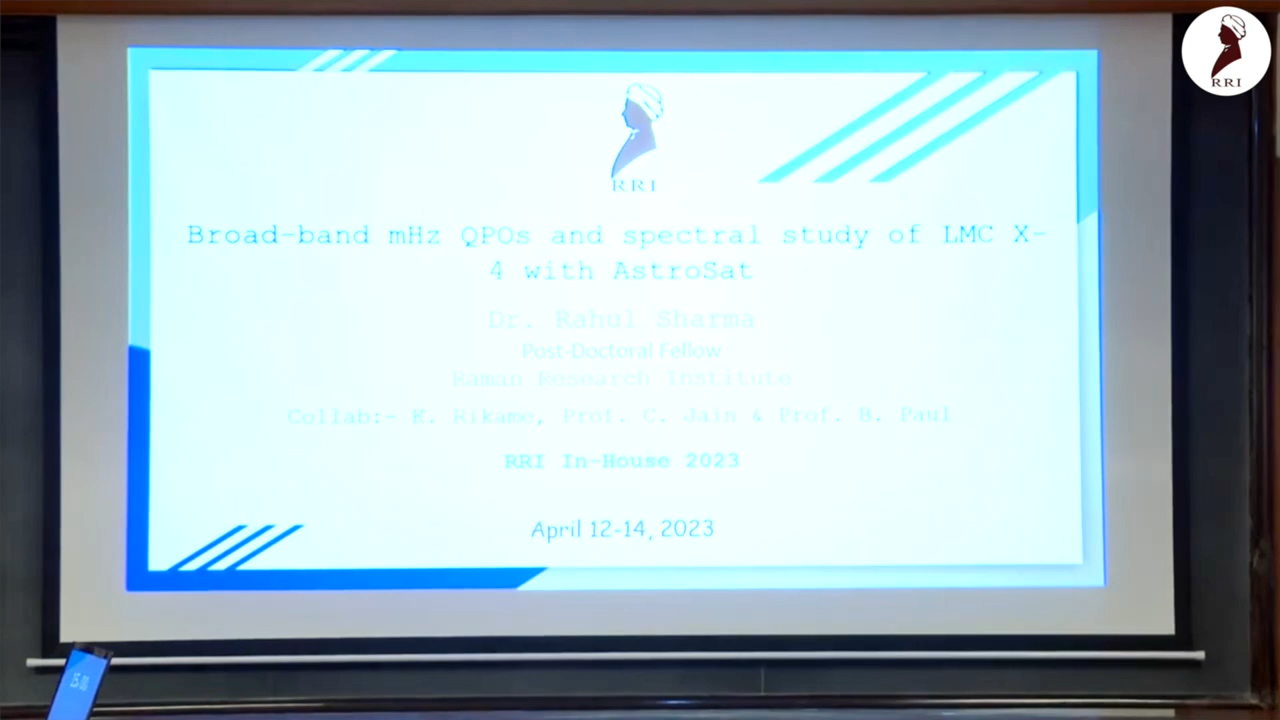 RRI
RRI
Broad-band mHz QPOs and spectral study of LMC X-
4 with AstroSat
Dr. Rahul Sharma
Post-Doctoral Fellow
Raman Research Institute
Collab:- K. Rikame, Prof. C. Jain & Prof. B. Paul
RRI In-House 2023
April 12-14, 2023